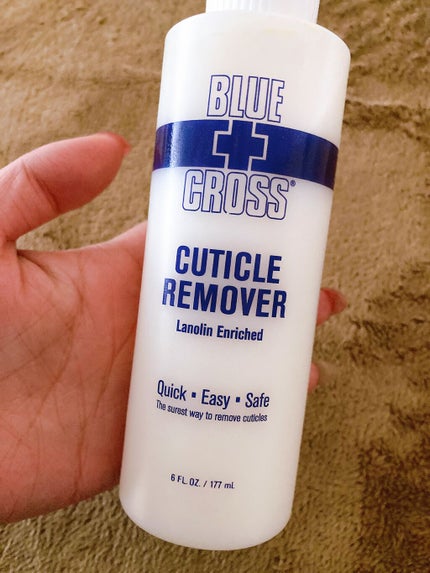 BLUE
CROSS®
CUTICLE
REMOVER
Lanolin Enriched
Quick • Easy • Safe
The surest way to remove cuticles
6 FL. OZ. / 177 mL